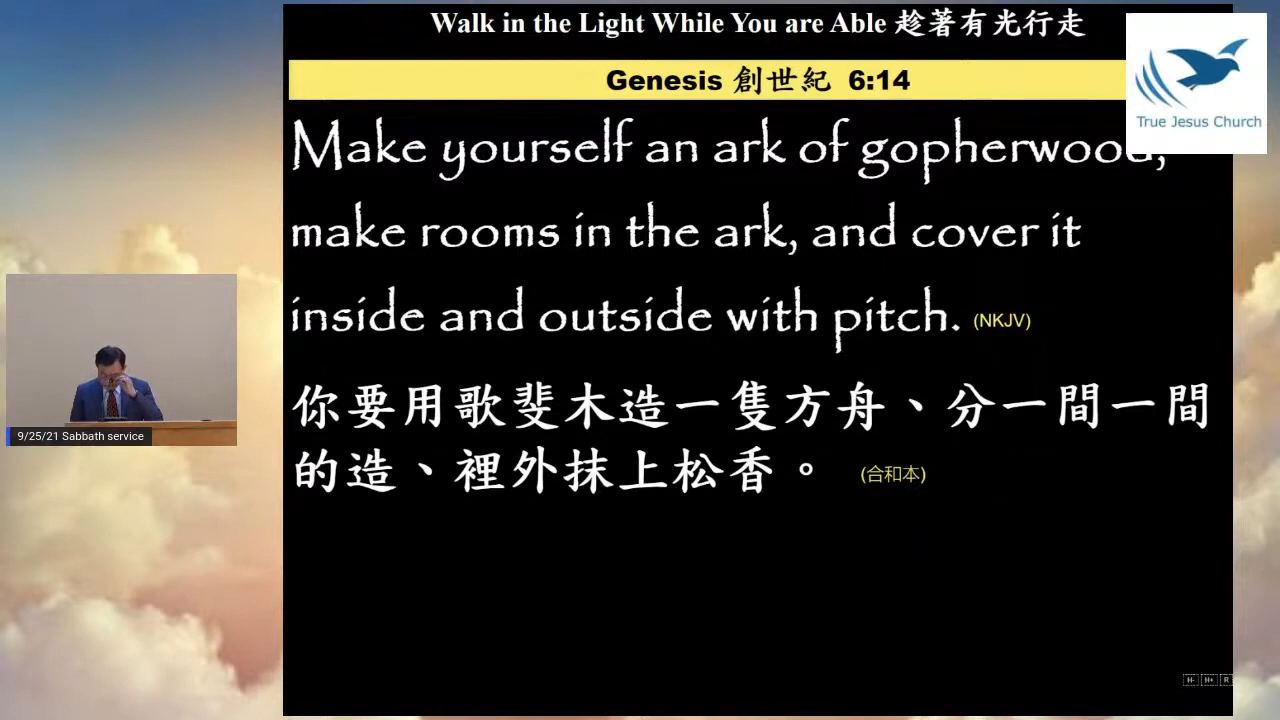 Walk in the Light While You are Able 趁著有光行走
Genesis 創世紀 6:14
True Jesus Church
Make yourself an ark of gopherwood,
make rooms in the ark, and cover it
inside and outside with pitch. (NKJV)
你要用歌斐木造一隻方舟、分一間一間
的造、裡外抹上松香。 (合和本)
9/25/21 Sabbath service
H- H+ R